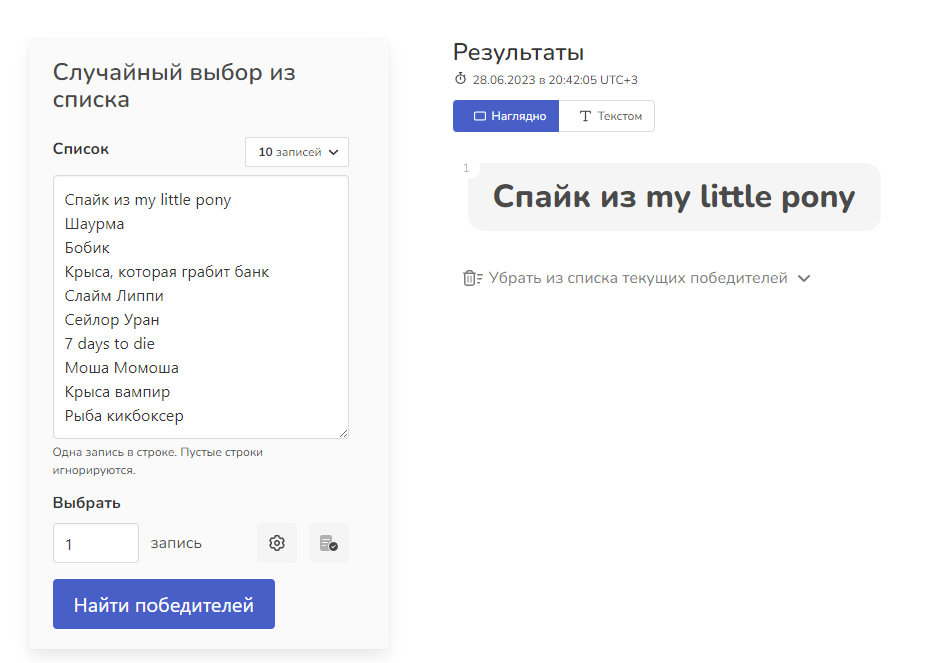 Случайный выбор из
списка
Список
10 записей
Спайк из my little pony
Шаурма
Бобик
Крыса, которая грабит банк
Слайм Липпи
Сейлор Уран
7 days to die
Моша Момоша
Крыса вампир
Рыба кикбоксер
Одна запись в строке. Пустые строки
игнорируются.
Выбрать
1 запись
Найти победителей
Результаты
28.06.2023 в 20:42:05 UTC+3
Наглядно Текстом
1
Спайк из my little pony
Убрать из списка текущих победителей